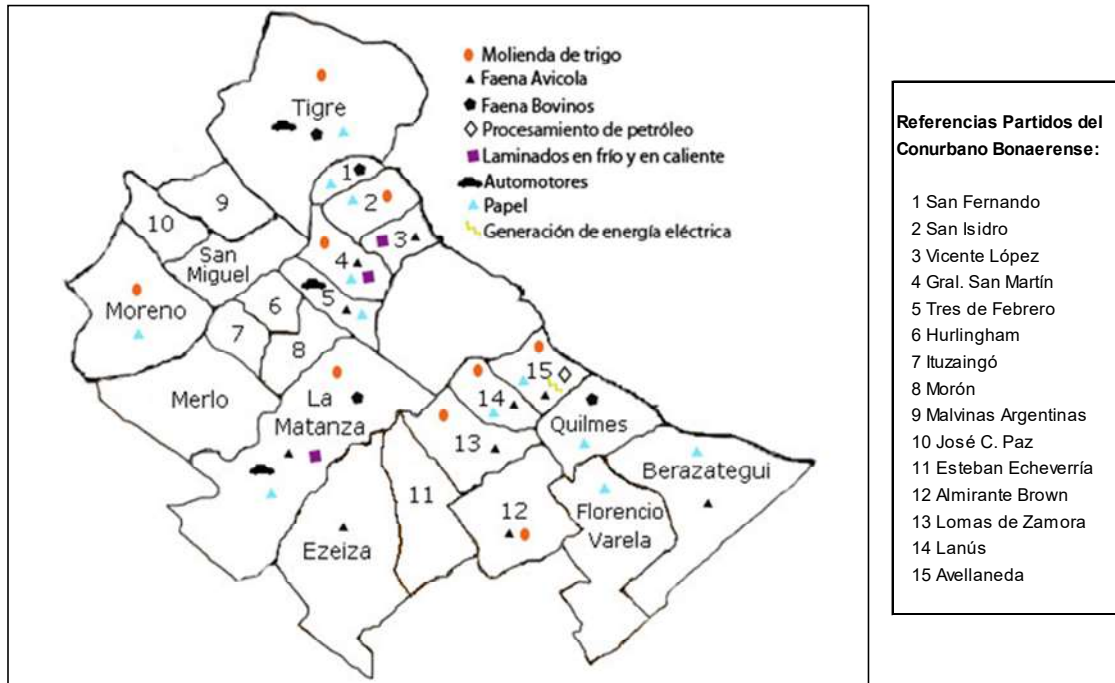 Molienda de trigo
Faena Avicola
Faena Bovinos
Procesamiento de petróleo
Laminados en frío y en caliente
Automotores
Papel
Generación de energía eléctrica
Tigre
1
2
3
4
5
9
10
San
Miguel
Moreno
6
7
8
Merlo
La
Matanza
15
14
13
Quilmes
Berazategui
11
12
Florencio
Varela
Ezeiza
Referencias Partidos del
Conurbano Bonaerense:
1 San Fernando
2 San Isidro
3 Vicente López
4 Gral. San Martín
5 Tres de Febrero
6 Hurlingham
7 Ituzaingó
8 Morón
9 Malvinas Argentinas
10 José C. Paz
11 Esteban Echeverría
12 Almirante Brown
13 Lomas de Zamora
14 Lanús
15 Avellaneda